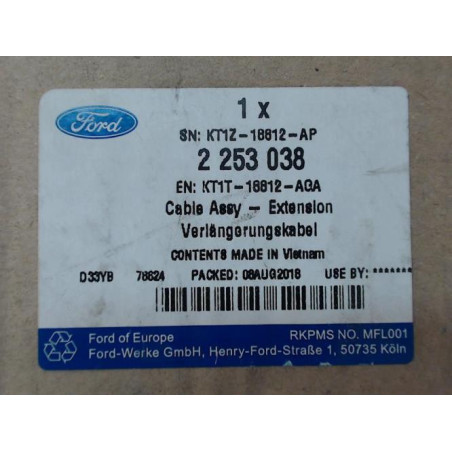 1 x
Ford
SN: KT1Z-18812-AP
2 253 038
EN: KT1T-18812-AGA
Cable Assy - Extension
Verlängerungskabel
CONTENTS MADE IN Vietnam
D33YB 78624 PACKED: 08AUG2018 USE BY: *******
Ford of Europe RKPMS NO. MFL001
Ford-Werke GmbH, Henry-Ford-Straße 1, 50735 Köln